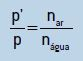 p' / p = n_ar / n_água